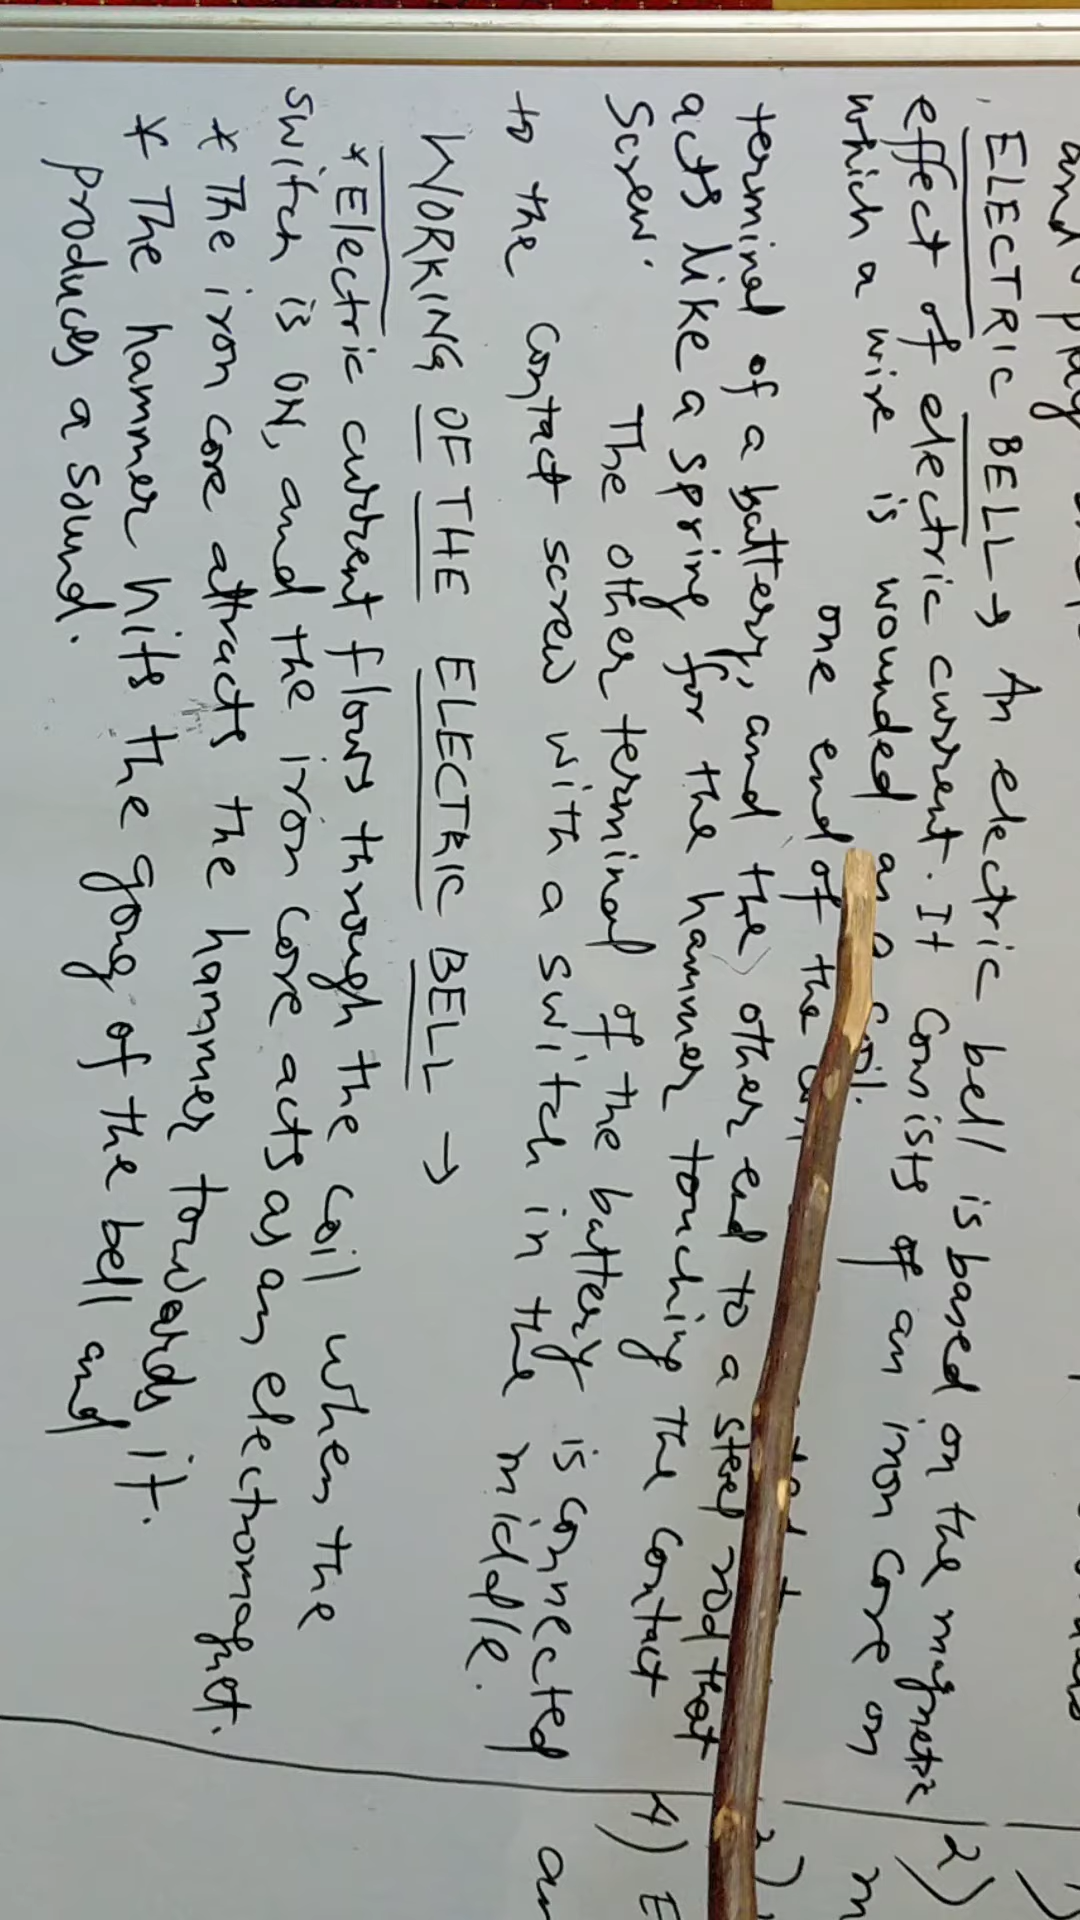 and
ELECTRIC BELL → An electric bell is based on the magnetic
effect of electric current. It consists of an iron core on
which a wire is wounded as a coil.
one end of the
terminal of a battery, and the other end to a steel rod that
acts like a spring for the hammer touching the contact
screw. The other terminal of the battery is connected
to the contact screw with a switch in the middle.
WORKING OF THE ELECTRIC BELL →
* Electric current flows through the coil when the
switch is ON, and the iron core acts as an electromagnet.
* The iron core attracts the hammer towards it.
* The hammer hits the gong of the bell and
produces a sound.
2)
4) E